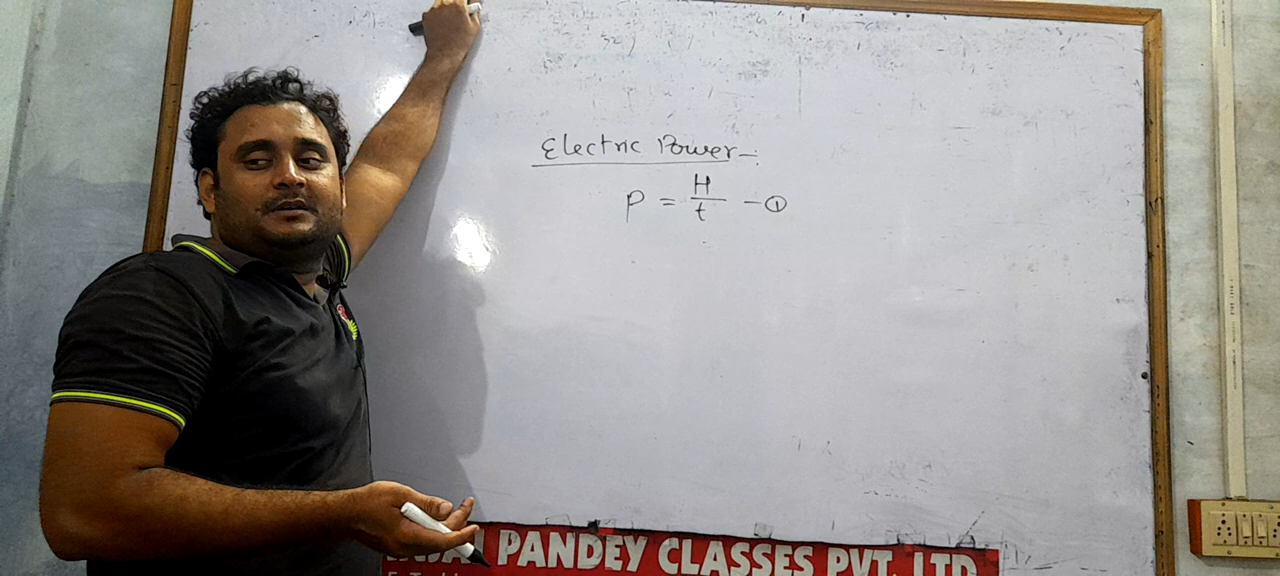 Electric Power-:
P = H/t - ①
PANDEY CLASSES PVT. LTD.